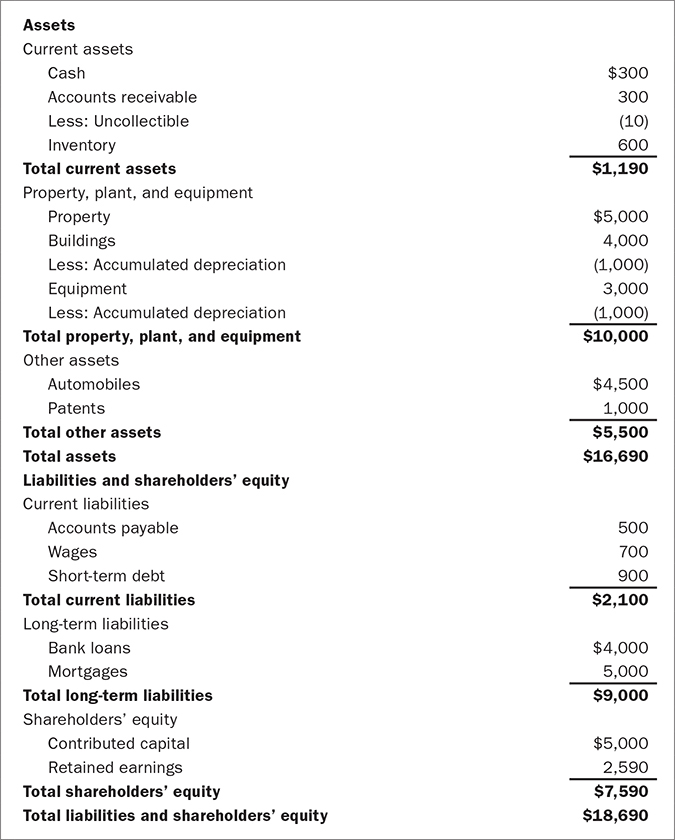 Assets
Current assets
Cash $300
Accounts receivable 300
Less: Uncollectible (10)
Inventory 600
Total current assets $1,190
Property, plant, and equipment
Property $5,000
Buildings 4,000
Less: Accumulated depreciation (1,000)
Equipment 3,000
Less: Accumulated depreciation (1,000)
Total property, plant, and equipment $10,000
Other assets
Automobiles $4,500
Patents 1,000
Total other assets $5,500
Total assets $16,690
Liabilities and shareholders’ equity
Current liabilities
Accounts payable 500
Wages 700
Short-term debt 900
Total current liabilities $2,100
Long-term liabilities
Bank loans $4,000
Mortgages 5,000
Total long-term liabilities $9,000
Shareholders’ equity
Contributed capital $5,000
Retained earnings 2,590
Total shareholders’ equity $7,590
Total liabilities and shareholders’ equity $18,690